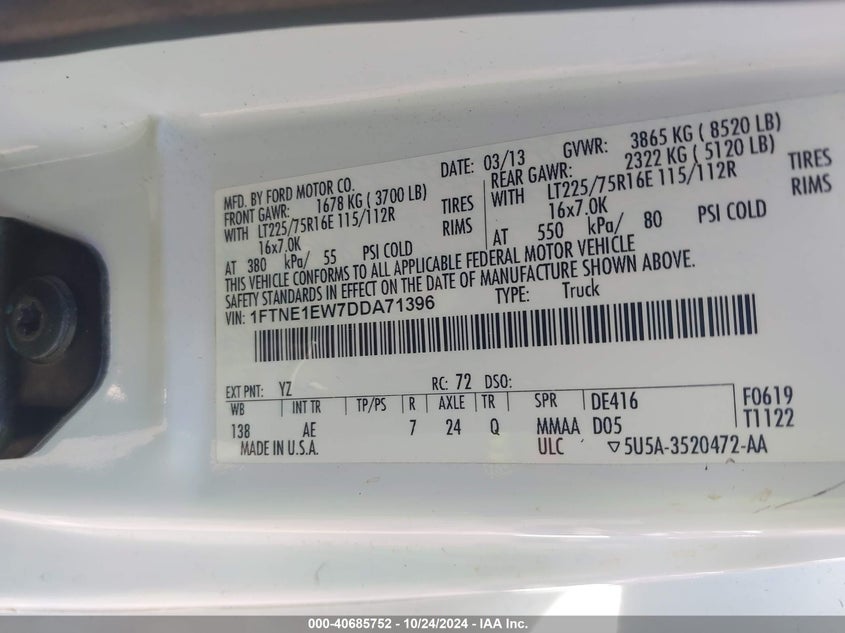 MFD. BY FORD MOTOR CO.
DATE: 03/13 GVWR: 3865 KG ( 8520 LB)
FRONT GAWR: 1678 KG ( 3700 LB) REAR GAWR: 2322 KG ( 5120 LB)
WITH LT225/75R16E 115/112R TIRES WITH LT225/75R16E 115/112R TIRES
16x7.0K RIMS 16x7.0K RIMS
AT 380 kPa/ 55 PSI COLD AT 550 kPa/ 80 PSI COLD
THIS VEHICLE CONFORMS TO ALL APPLICABLE FEDERAL MOTOR VEHICLE
SAFETY STANDARDS IN EFFECT ON THE DATE OF MANUFACTURE SHOWN ABOVE.
VIN: 1FTNE1EW7DDA71396 TYPE: Truck
EXT PNT: YZ RC: 72 DSO:
WB INT TR TP/PS R AXLE TR SPR DE416 F0619
138 AE 7 24 Q MMAA D05 T1122
MADE IN U.S.A. ULC ▽5U5A-3520472-AA
000-40685752 - 10/24/2024 - IAA Inc.